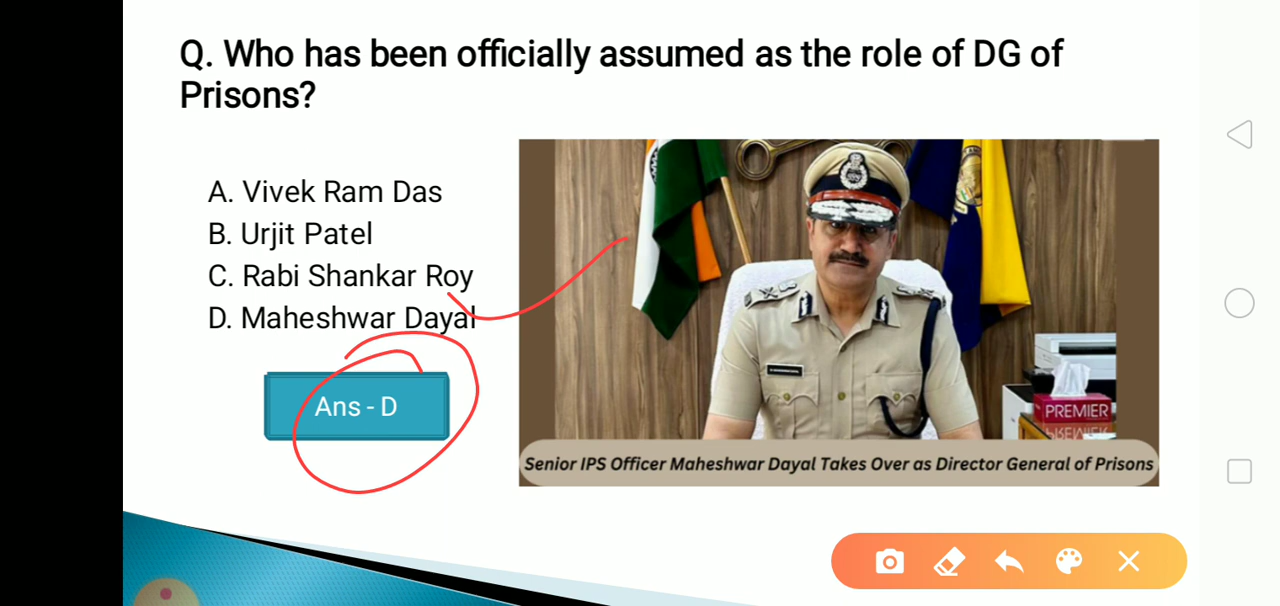 Q. Who has been officially assumed as the role of DG of
Prisons?
A. Vivek Ram Das
B. Urjit Patel
C. Rabi Shankar Roy
D. Maheshwar Dayal
Ans - D
PREMIER
Senior IPS Officer Maheshwar Dayal Takes Over as Director General of Prisons